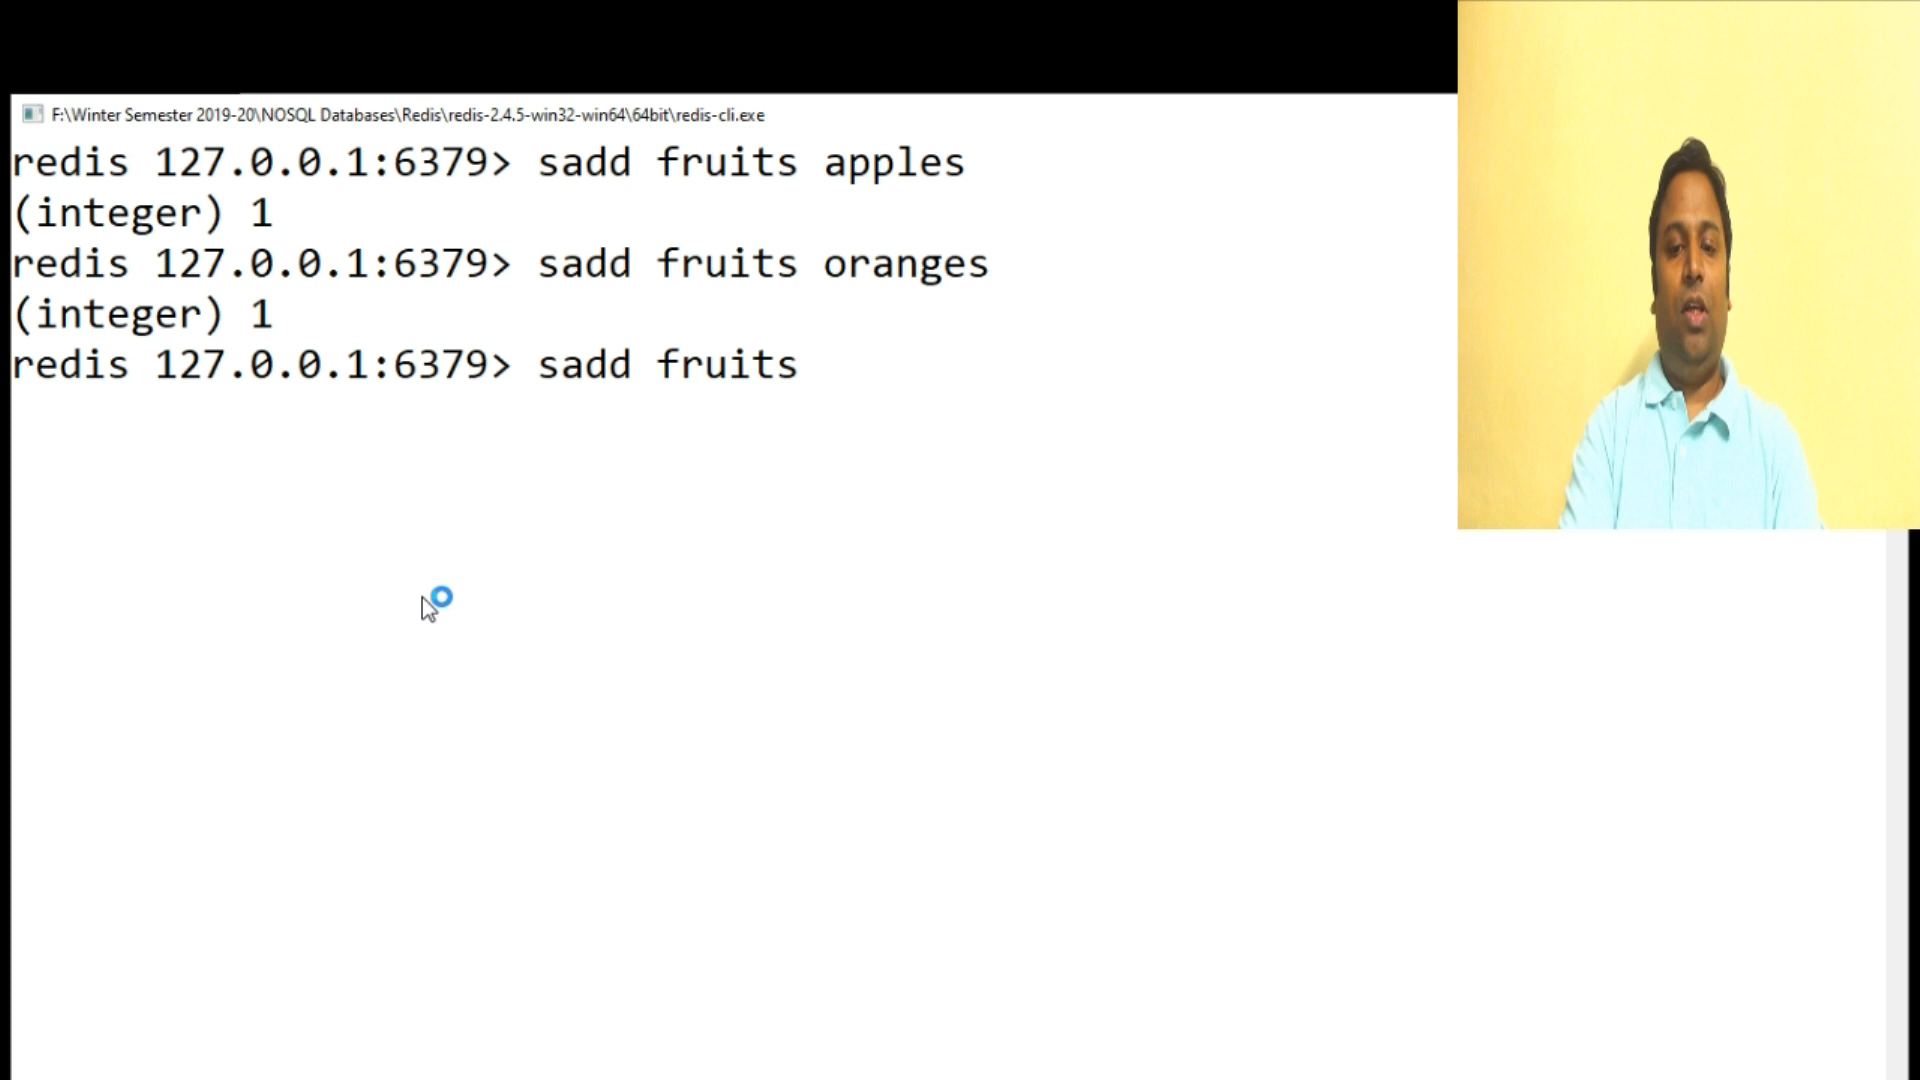 F:\Winter Semester 2019-20\NOSQL Databases\Redis\redis-2.4.5-win32-win64\64bit\redis-cli.exe
redis 127.0.0.1:6379> sadd fruits apples
(integer) 1
redis 127.0.0.1:6379> sadd fruits oranges
(integer) 1
redis 127.0.0.1:6379> sadd fruits